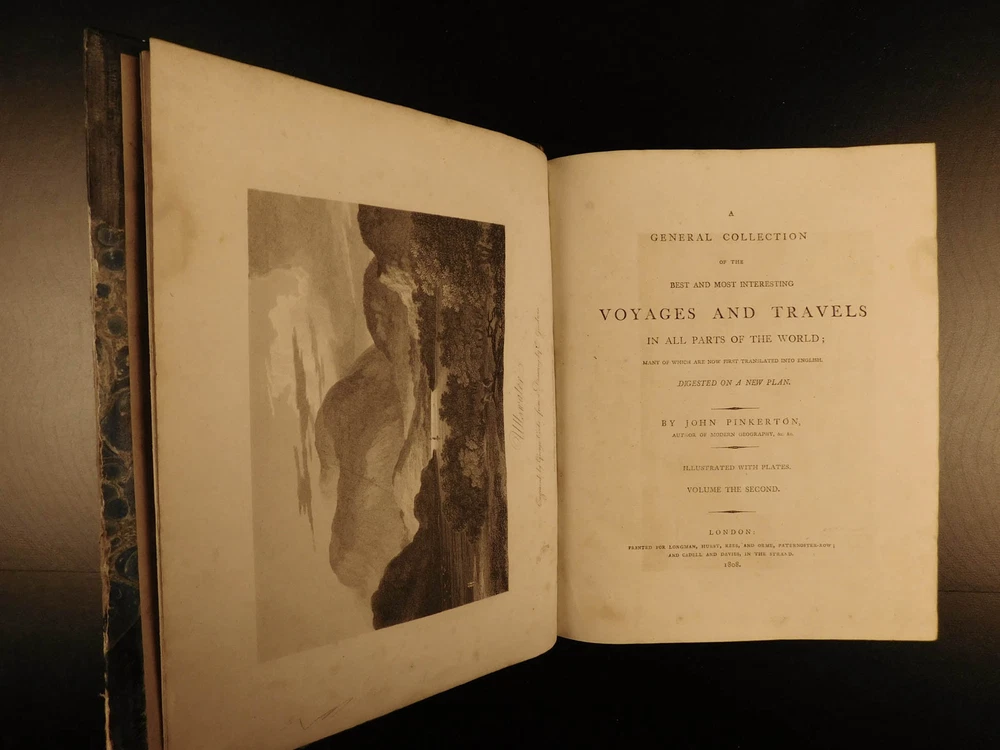 Ullswater
A
GENERAL COLLECTION
OF THE
BEST AND MOST INTERESTING
VOYAGES AND TRAVELS
IN ALL PARTS OF THE WORLD;
MANY OF WHICH ARE NOW FIRST TRANSLATED INTO ENGLISH.
DIGESTED ON A NEW PLAN.
BY JOHN PINKERTON,
AUTHOR OF MODERN GEOGRAPHY, &c. &c.
ILLUSTRATED WITH PLATES.
VOLUME THE SECOND.
LONDON:
PRINTED FOR LONGMAN, HURST, REES, AND ORME, PATERNOSTER-ROW;
AND CADELL AND DAVIES, IN THE STRAND.
1808.